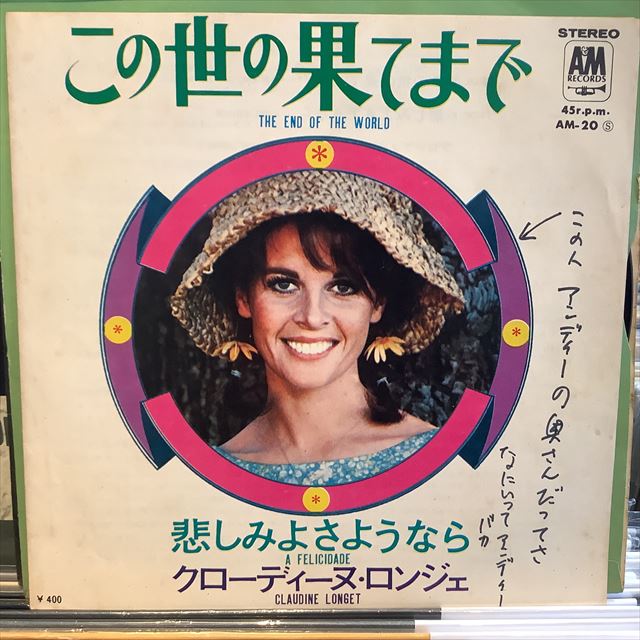 この世の果てまで
THE END OF THE WORLD
STEREO
A&M
RECORDS
45r.p.m.
AM-20 Ⓢ
この人 アンディーの奥さんだってさ
なにいってアンディー
バカ
悲しみよさようなら
A FELICIDADE
クローディーヌ・ロンジェ
CLAUDINE LONGET
¥ 400